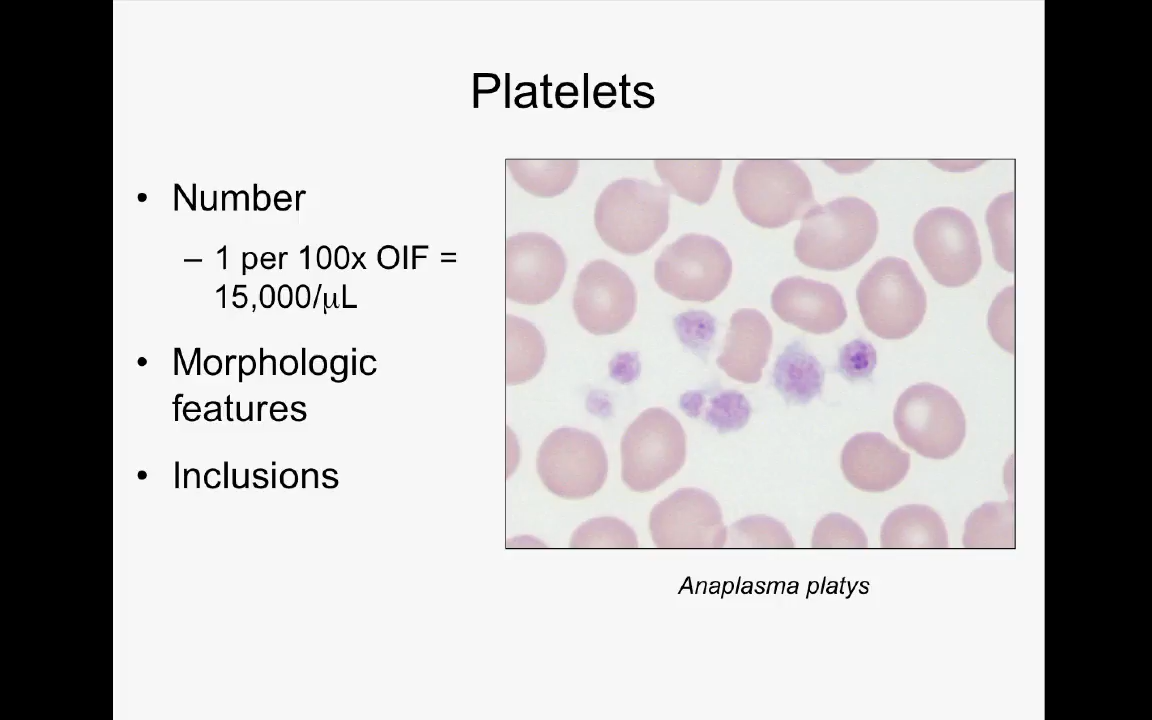 Platelets
• Number
– 1 per 100x OIF =
15,000/μL
• Morphologic
features
• Inclusions
Anaplasma platys